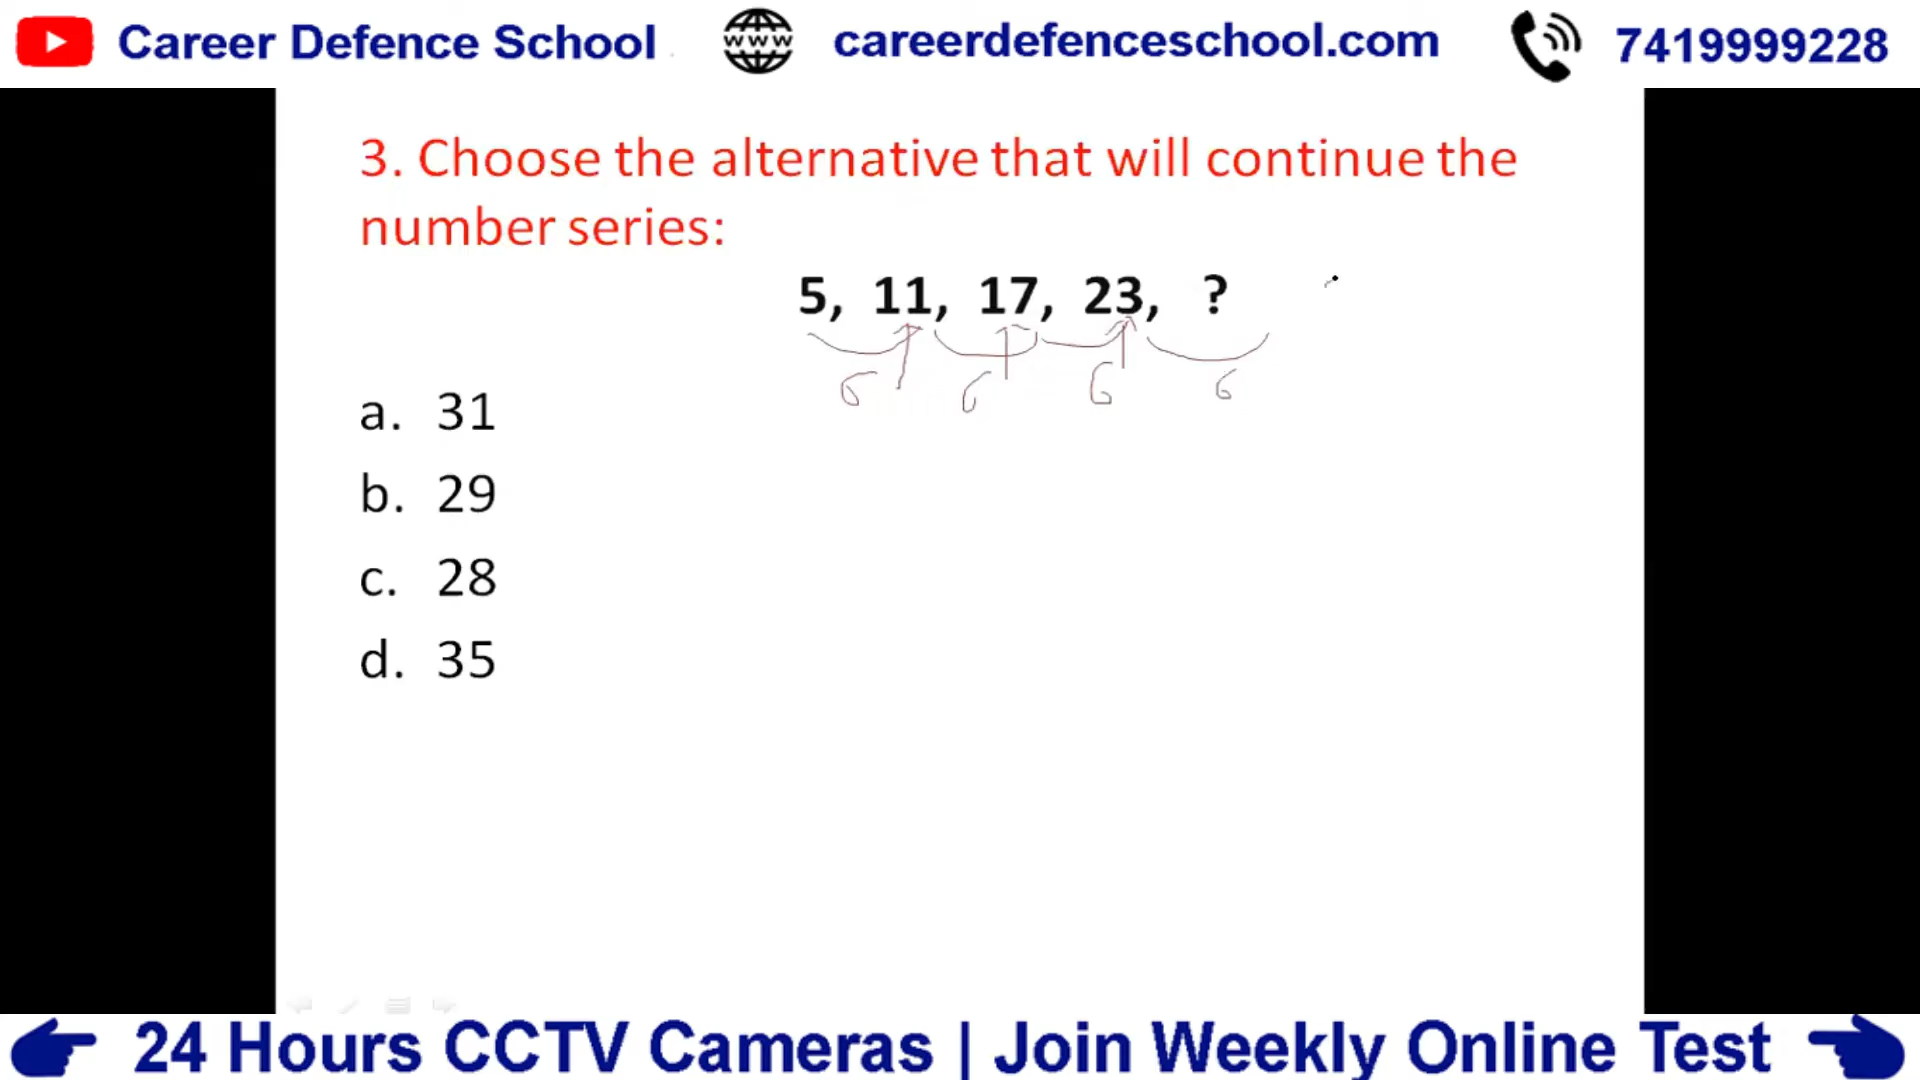 Career Defence School
www
careerdefenceschool.com
7419999228
3. Choose the alternative that will continue the
number series:
5, 11, 17, 23, ?
6 6 6 6
a. 31
b. 29
c. 28
d. 35
24 Hours CCTV Cameras | Join Weekly Online Test